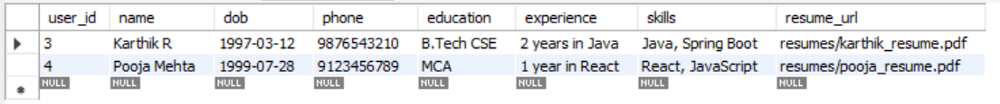 user_id name dob phone education experience skills resume_url
3 Karthik R 1997-03-12 9876543210 B.Tech CSE 2 years in Java Java, Spring Boot resumes/karthik_resume.pdf
4 Pooja Mehta 1999-07-28 9123456789 MCA 1 year in React React, JavaScript resumes/pooja_resume.pdf
NULL NULL NULL NULL NULL NULL NULL NULL